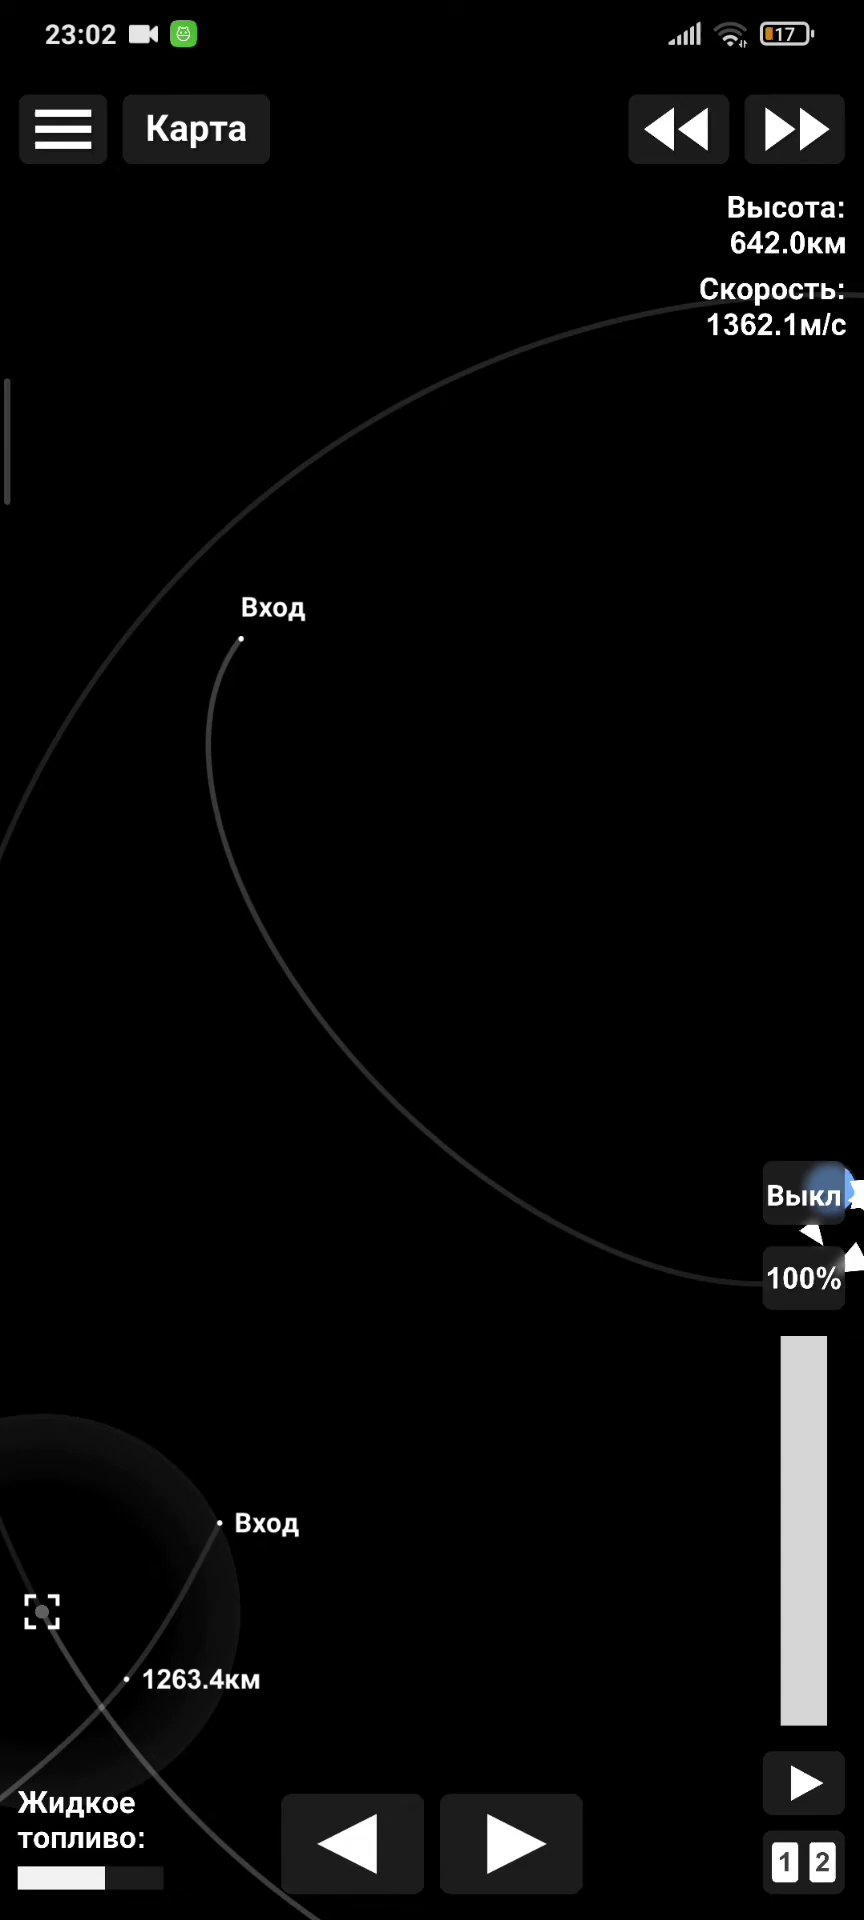 23:02
17
Карта
Высота:
642.0км
Скорость:
1362.1м/с
Вход
Выкл
100%
Вход
1263.4км
Жидкое
топливо:
1 2